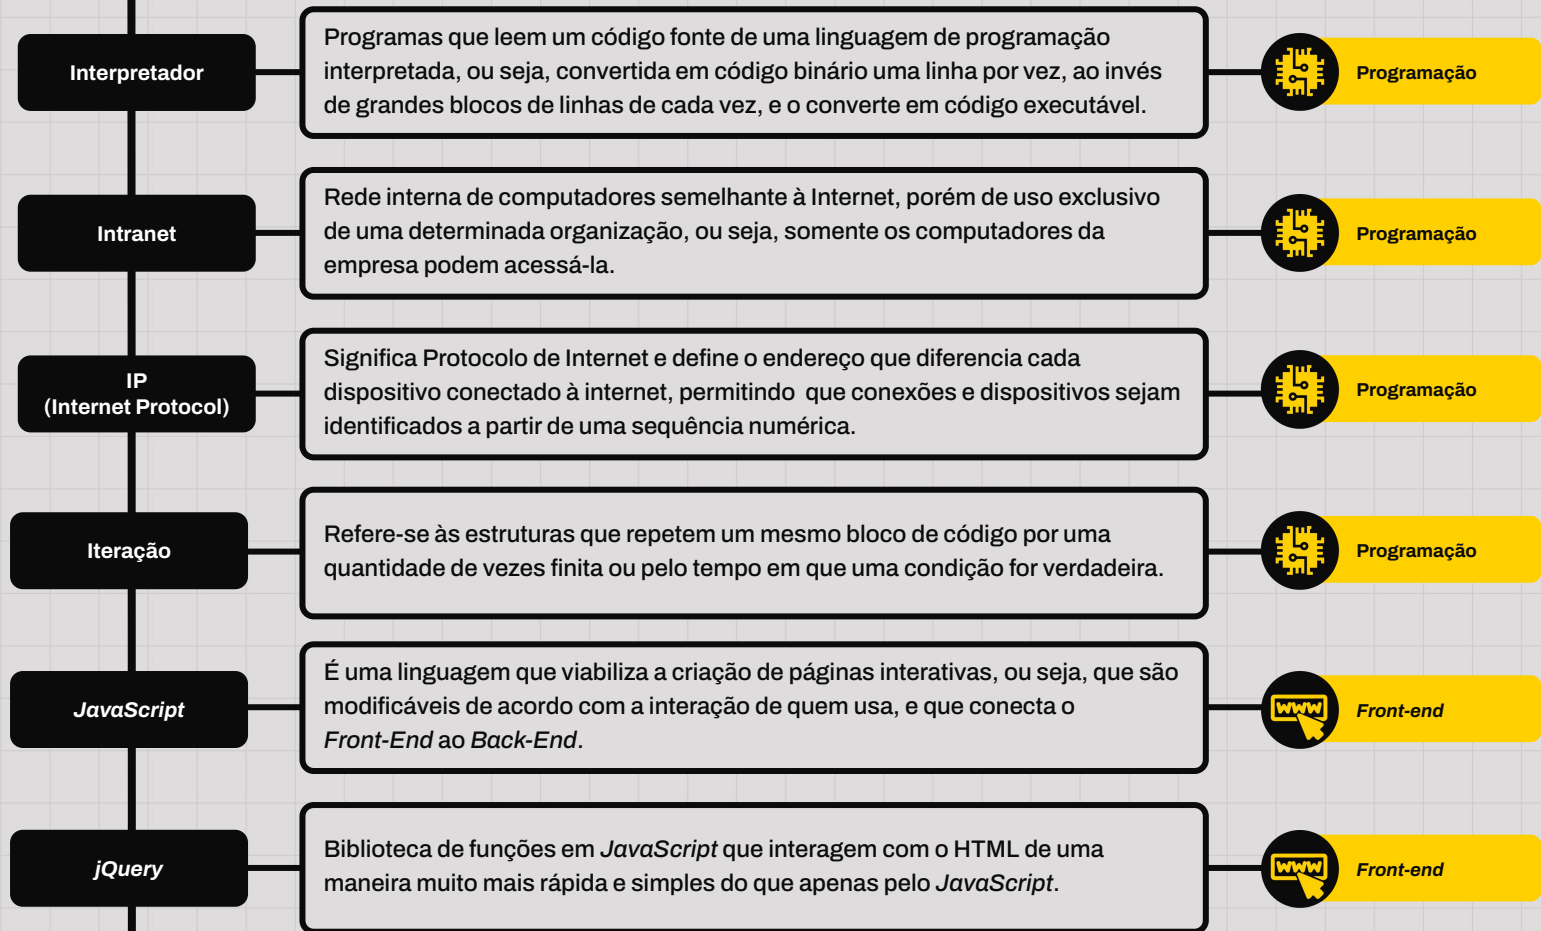 Interpretador
Programas que leem um código fonte de uma linguagem de programação
interpretada, ou seja, convertida em código binário uma linha por vez, ao invés
de grandes blocos de linhas de cada vez, e o converte em código executável.
Programação
Intranet
Rede interna de computadores semelhante à Internet, porém de uso exclusivo
de uma determinada organização, ou seja, somente os computadores da
empresa podem acessá-la.
Programação
IP
(Internet Protocol)
Significa Protocolo de Internet e define o endereço que diferencia cada
dispositivo conectado à internet, permitindo  que conexões e dispositivos sejam
identificados a partir de uma sequência numérica.
Programação
Iteração
Refere-se às estruturas que repetem um mesmo bloco de código por uma
quantidade de vezes finita ou pelo tempo em que uma condição for verdadeira.
Programação
JavaScript
É uma linguagem que viabiliza a criação de páginas interativas, ou seja, que são
modificáveis de acordo com a interação de quem usa, e que conecta o
Front-End ao Back-End.
www
Front-end
jQuery
Biblioteca de funções em JavaScript que interagem com o HTML de uma
maneira muito mais rápida e simples do que apenas pelo JavaScript.
www
Front-end